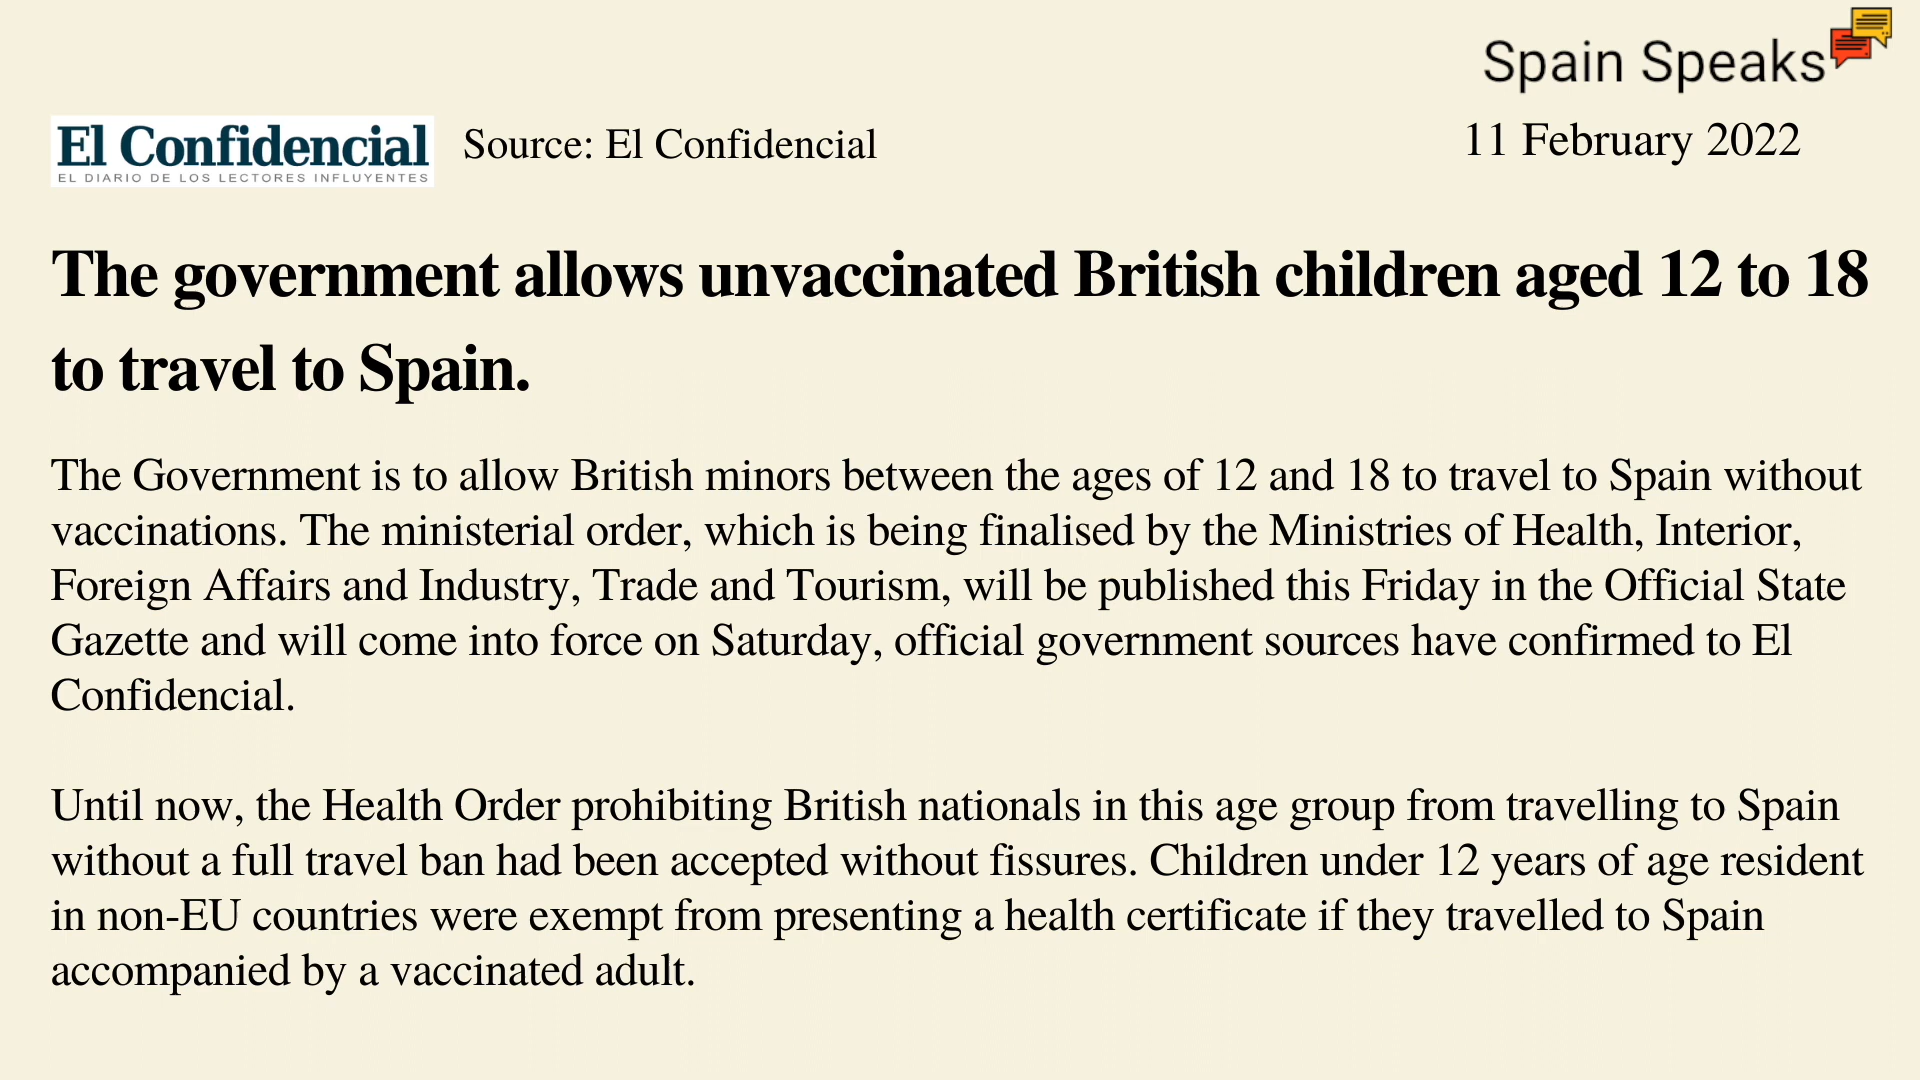 Spain Speaks
El Confidencial
EL DIARIO DE LOS LECTORES INFLUYENTES
Source: El Confidencial
11 February 2022
The government allows unvaccinated British children aged 12 to 18
to travel to Spain.
The Government is to allow British minors between the ages of 12 and 18 to travel to Spain without
vaccinations. The ministerial order, which is being finalised by the Ministries of Health, Interior,
Foreign Affairs and Industry, Trade and Tourism, will be published this Friday in the Official State
Gazette and will come into force on Saturday, official government sources have confirmed to El
Confidencial.
Until now, the Health Order prohibiting British nationals in this age group from travelling to Spain
without a full travel ban had been accepted without fissures. Children under 12 years of age resident
in non-EU countries were exempt from presenting a health certificate if they travelled to Spain
accompanied by a vaccinated adult.